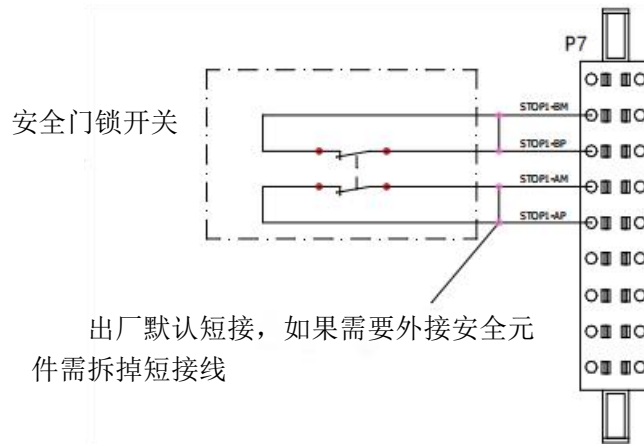 P7
STOP1-BM
安全门锁开关
STOP1-BP
STOP1-AM
STOP1-AP
出厂默认短接，如果需要外接安全元
件需拆掉短接线